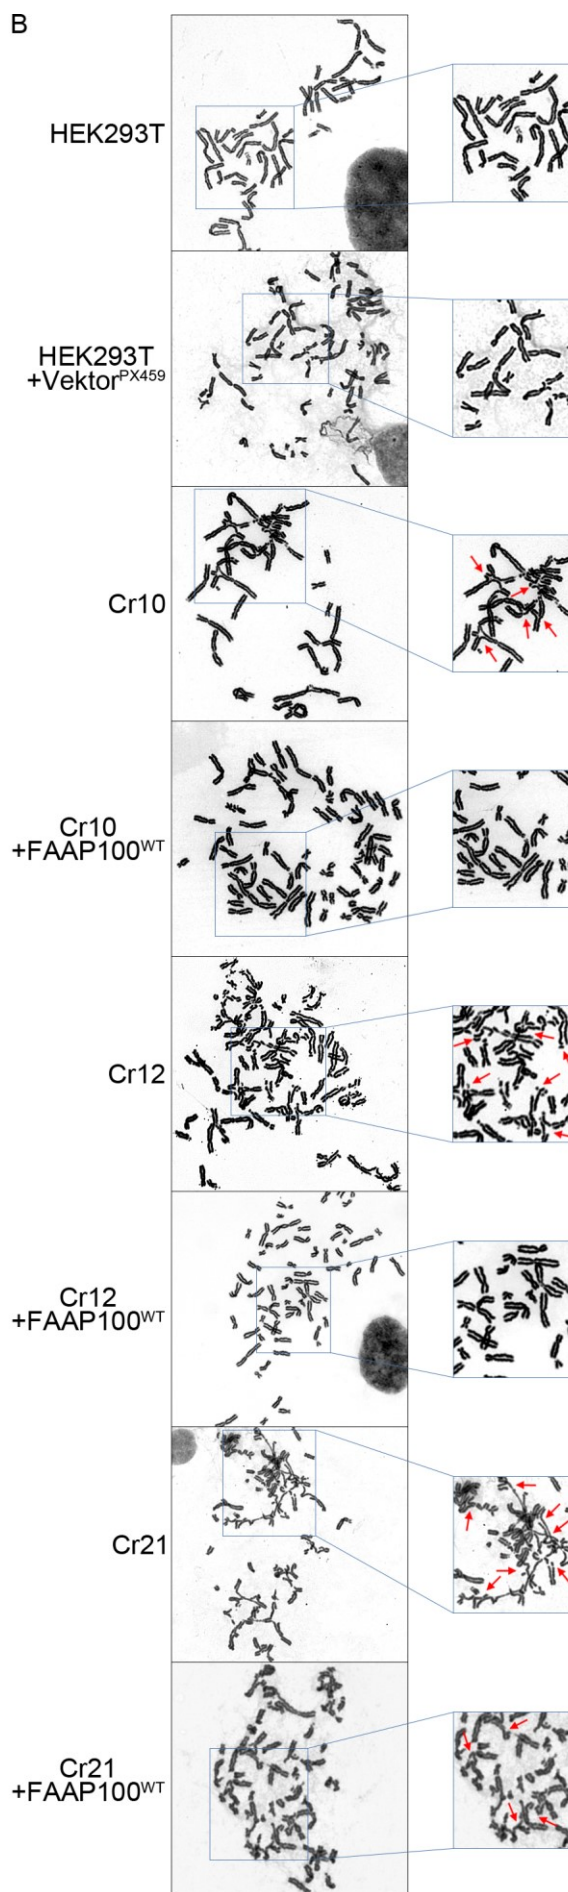 B
HEK293T
HEK293T
+Vektor^PX459
Cr10
Cr10
+FAAP100^WT
Cr12
Cr12
+FAAP100^WT
Cr21
Cr21
+FAAP100^WT